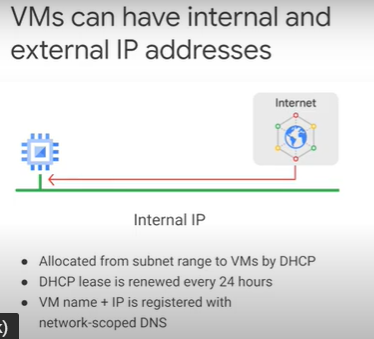 VMs can have internal and
external IP addresses
Internet
Internal IP
• Allocated from subnet range to VMs by DHCP
• DHCP lease is renewed every 24 hours
• VM name + IP is registered with
network-scoped DNS
)